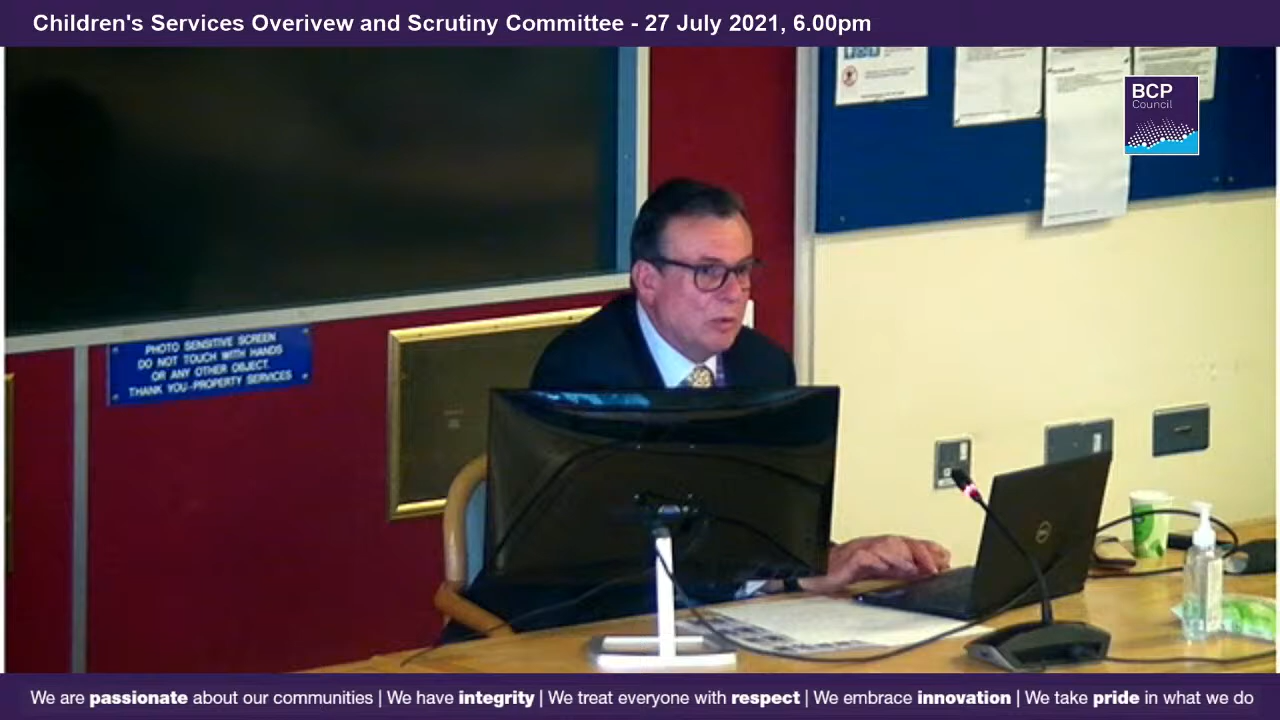 Children's Services Overivew and Scrutiny Committee - 27 July 2021, 6.00pm
BCP
Council
PHOTO SENSITIVE SCREEN
DO NOT TOUCH WITH HANDS
OR ANY OTHER OBJECT.
THANK YOU-PROPERTY SERVICES
DELL
We are passionate about our communities | We have integrity | We treat everyone with respect | We embrace innovation | We take pride in what we do